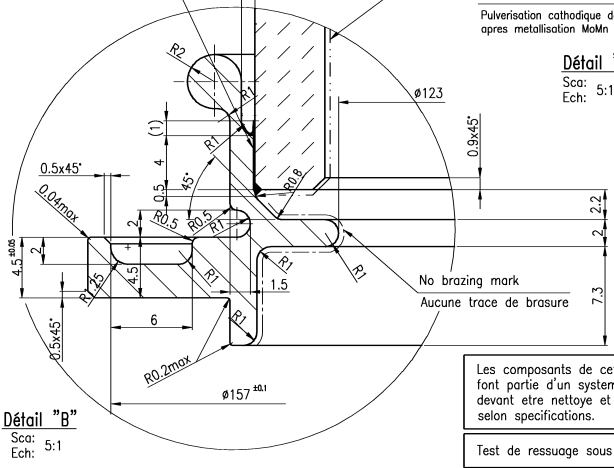 Pulverisation cathodique d
apres metallisation MoMn
Détail "
Sca:
Ech: 5:1
R2
R1
ø123
(1)
R1
4
0.9x45°
0.5x45°
45°
R0.8
0.5
0.04max
2.2
R0.5
R0.5
R1
2
2
4.5 ±0.05
2
R1
R1
R1.25
R1
4.5
1.5
No brazing mark
Aucune trace de brasure
7.3
6
0.5x45°
R1
R0.2max
ø157 ±0.1
Les composants de ce
font partie d'un system
devant etre nettoye et
selon specifications.
Détail "B"
Sca:
Ech: 5:1
Test de ressuage sous